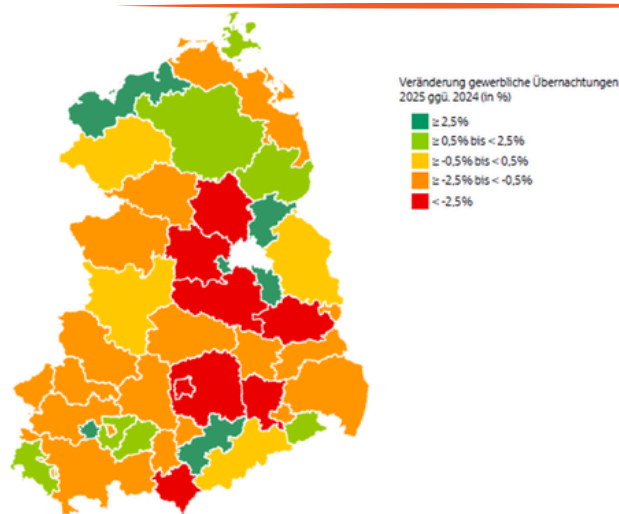 Veränderung gewerbliche Übernachtungen
2025 ggü. 2024 (in %)
≥ 2,5%
≥ 0,5% bis < 2,5%
≥ -0,5% bis < 0,5%
≥ -2,5% bis < -0,5%
< -2,5%